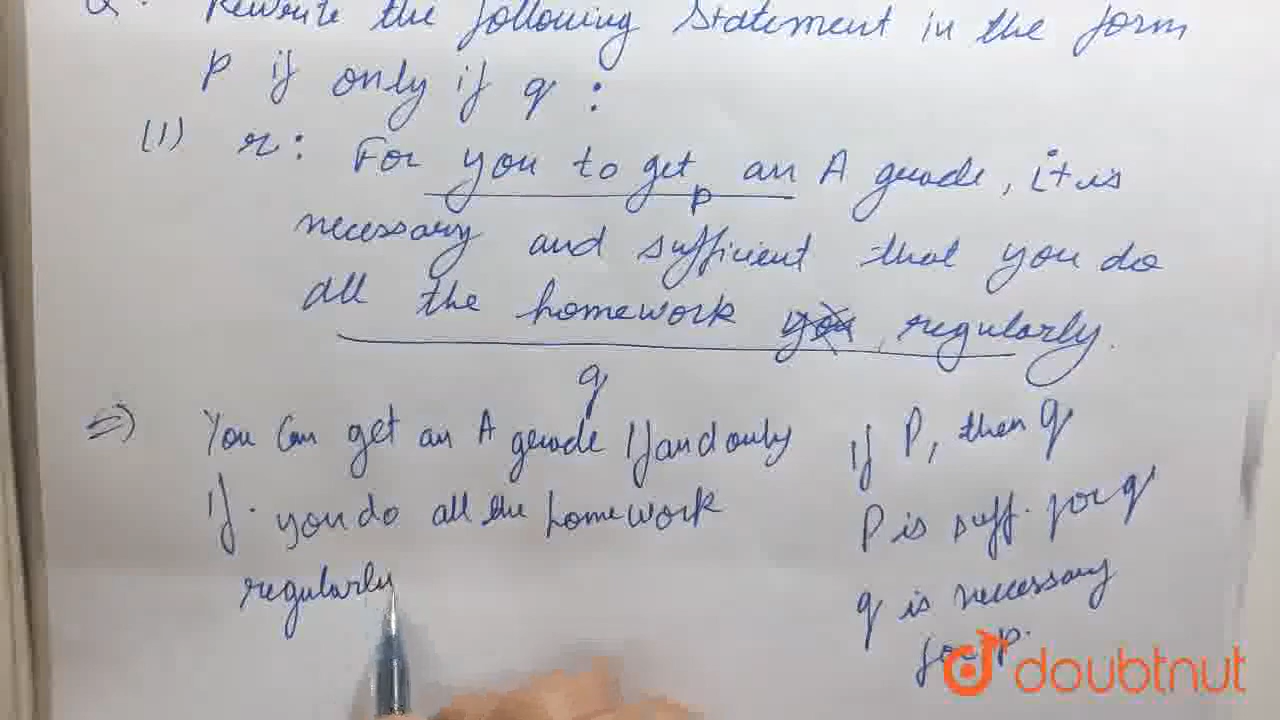 Q. Rewrite the following statement in the form
P if only if q :
(1) r: For you to get an A grade, it is
p
necessary and sufficient that you do
all the homework regularly.
q
⇒) You Can get an A grade If and only
If. you do all the homework
regularly
If P, then q
P is suff. for q
q is necessary
for P.
doubtnut